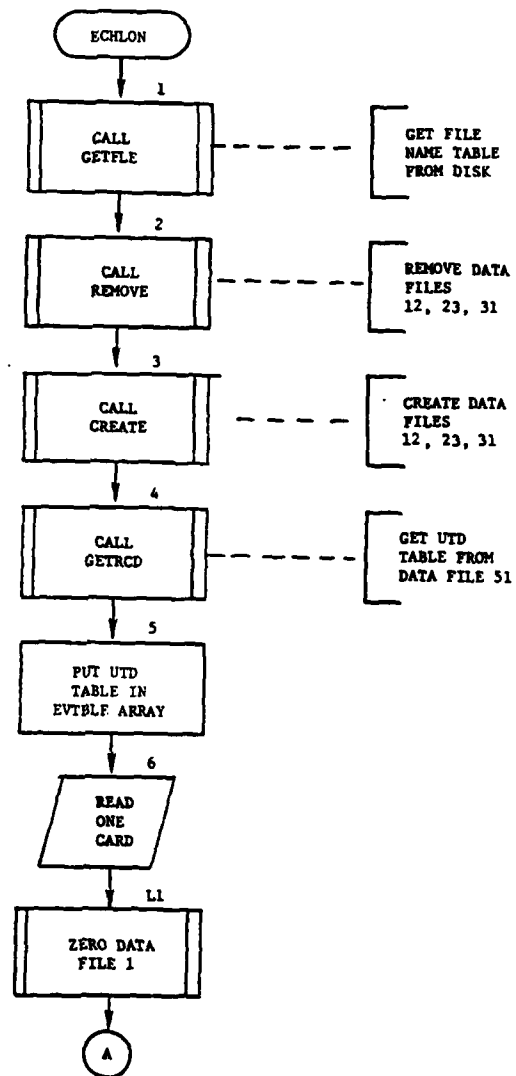 ECHLON
1
CALL
GETFLE
GET FILE
NAME TABLE
FROM DISK
2
CALL
REMOVE
REMOVE DATA
FILES
12, 23, 31
3
CALL
CREATE
CREATE DATA
FILES
12, 23, 31
4
CALL
GETRCD
GET UTD
TABLE FROM
DATA FILE 51
5
PUT UTD
TABLE IN
EVTBLE ARRAY
6
READ
ONE
CARD
L1
ZERO DATA
FILE 1
A